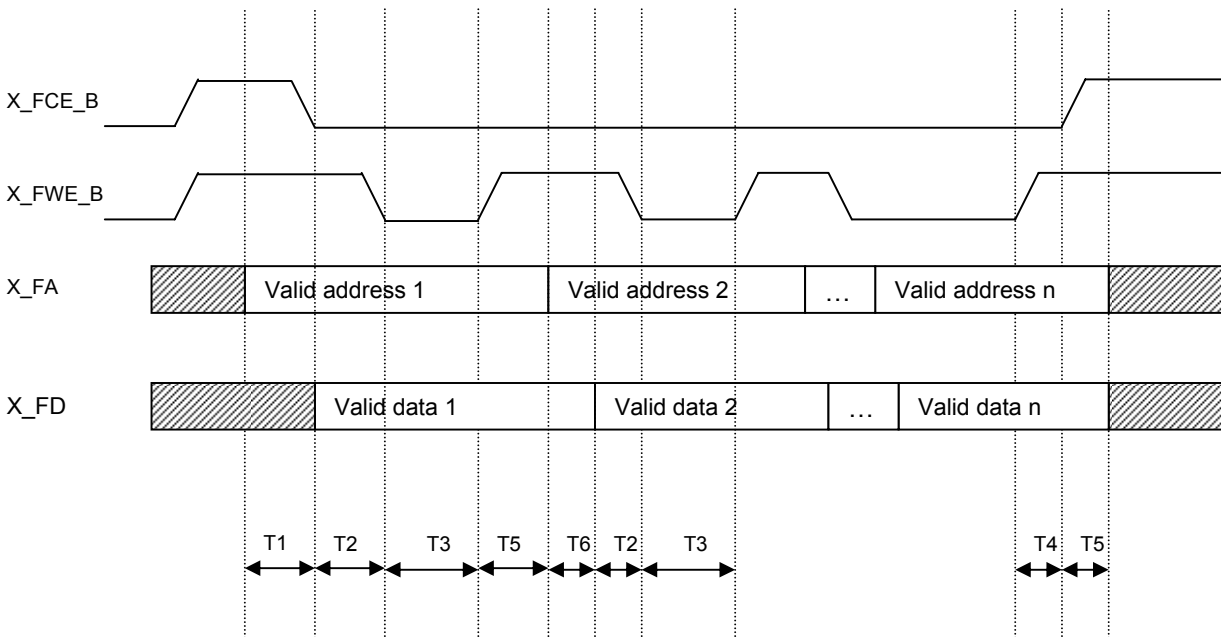 X_FCE_B
X_FWE_B
X_FA Valid address 1 Valid address 2 … Valid address n
X_FD Valid data 1 Valid data 2 … Valid data n
T1 T2 T3 T5 T6 T2 T3 T4 T5